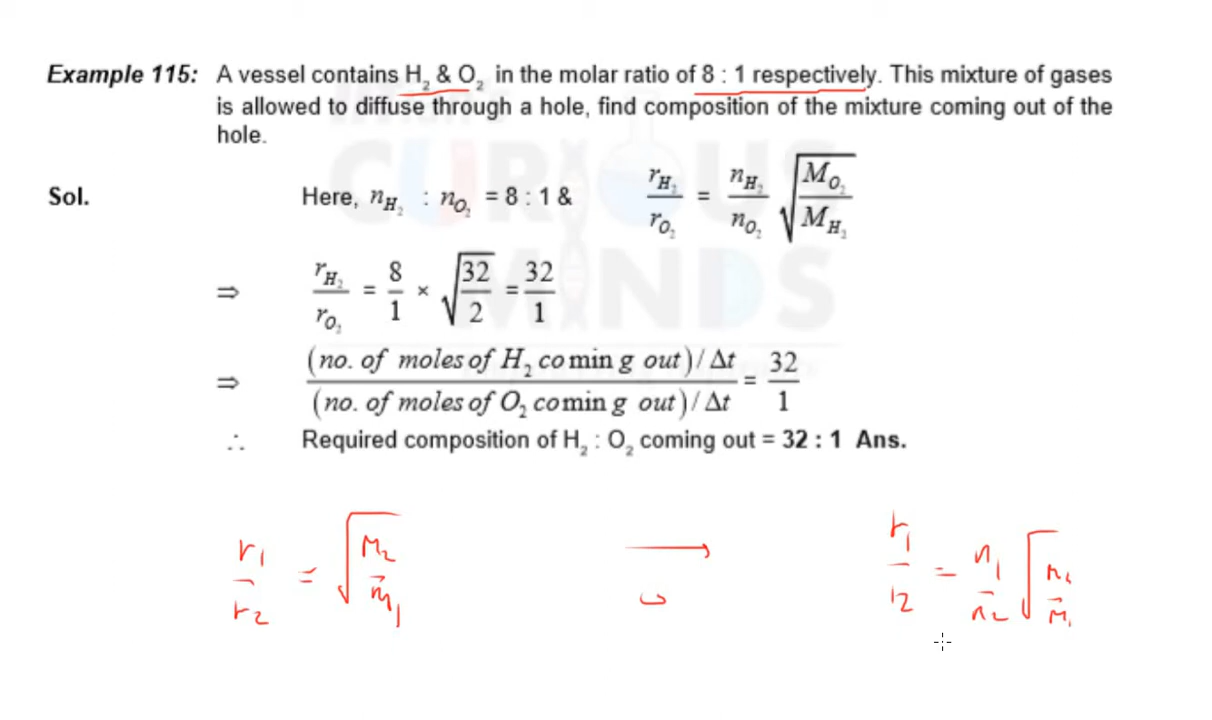 Example 115: A vessel contains H₂ & O₂ in the molar ratio of 8 : 1 respectively. This mixture of gases
is allowed to diffuse through a hole, find composition of the mixture coming out of the
hole.
Sol. Here, n_H₂ : n_O₂ = 8 : 1 & r_H₂ / r_O₂ = n_H₂ / n_O₂ √(M_O₂ / M_H₂)
⇒ r_H₂ / r_O₂ = 8/1 × √(32/2) = 32/1
⇒ (no. of moles of H₂ coming out)/Δt / (no. of moles of O₂ coming out)/Δt = 32/1
∴ Required composition of H₂ : O₂ coming out = 32 : 1 Ans.
r₁/r₂ = √(M₂/m₁) → r₁/r₂ = n₁/n₂ √
CURIOUS
MINDS